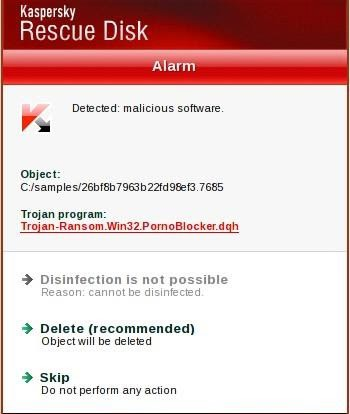 Kaspersky
Rescue Disk
Alarm
Detected: malicious software.
Object:
C:/samples/26bf8b7963b22fd98ef3.7685
Trojan program:
Trojan-Ransom.Win32.PornoBlocker.dqh
Disinfection is not possible
Reason: cannot be disinfected.
Delete (recommended)
Object will be deleted
Skip
Do not perform any action